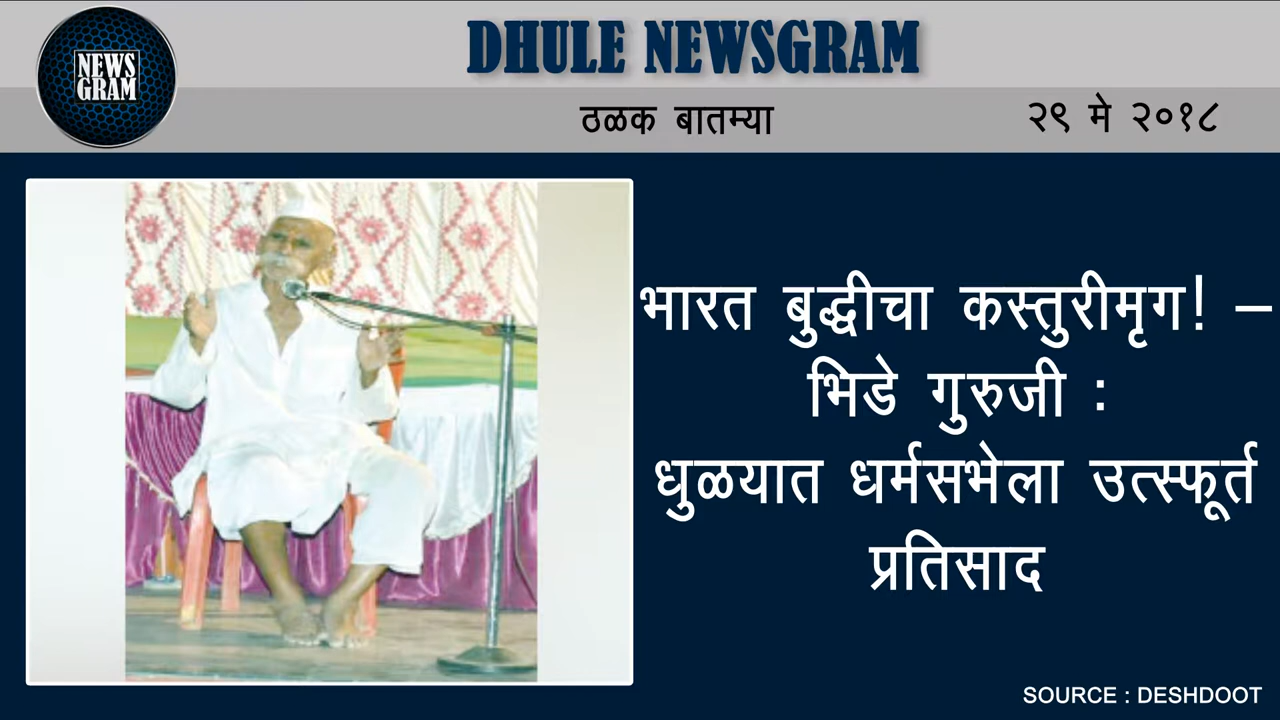 NEWS
GRAM
DHULE NEWSGRAM
ठळक बातम्या
२९ मे २०१८
भारत बुद्धीचा कस्तुरीमृग! –
भिडे गुरुजी :
धुळयात धर्मसभेला उत्स्फूर्त
प्रतिसाद
SOURCE : DESHDOOT